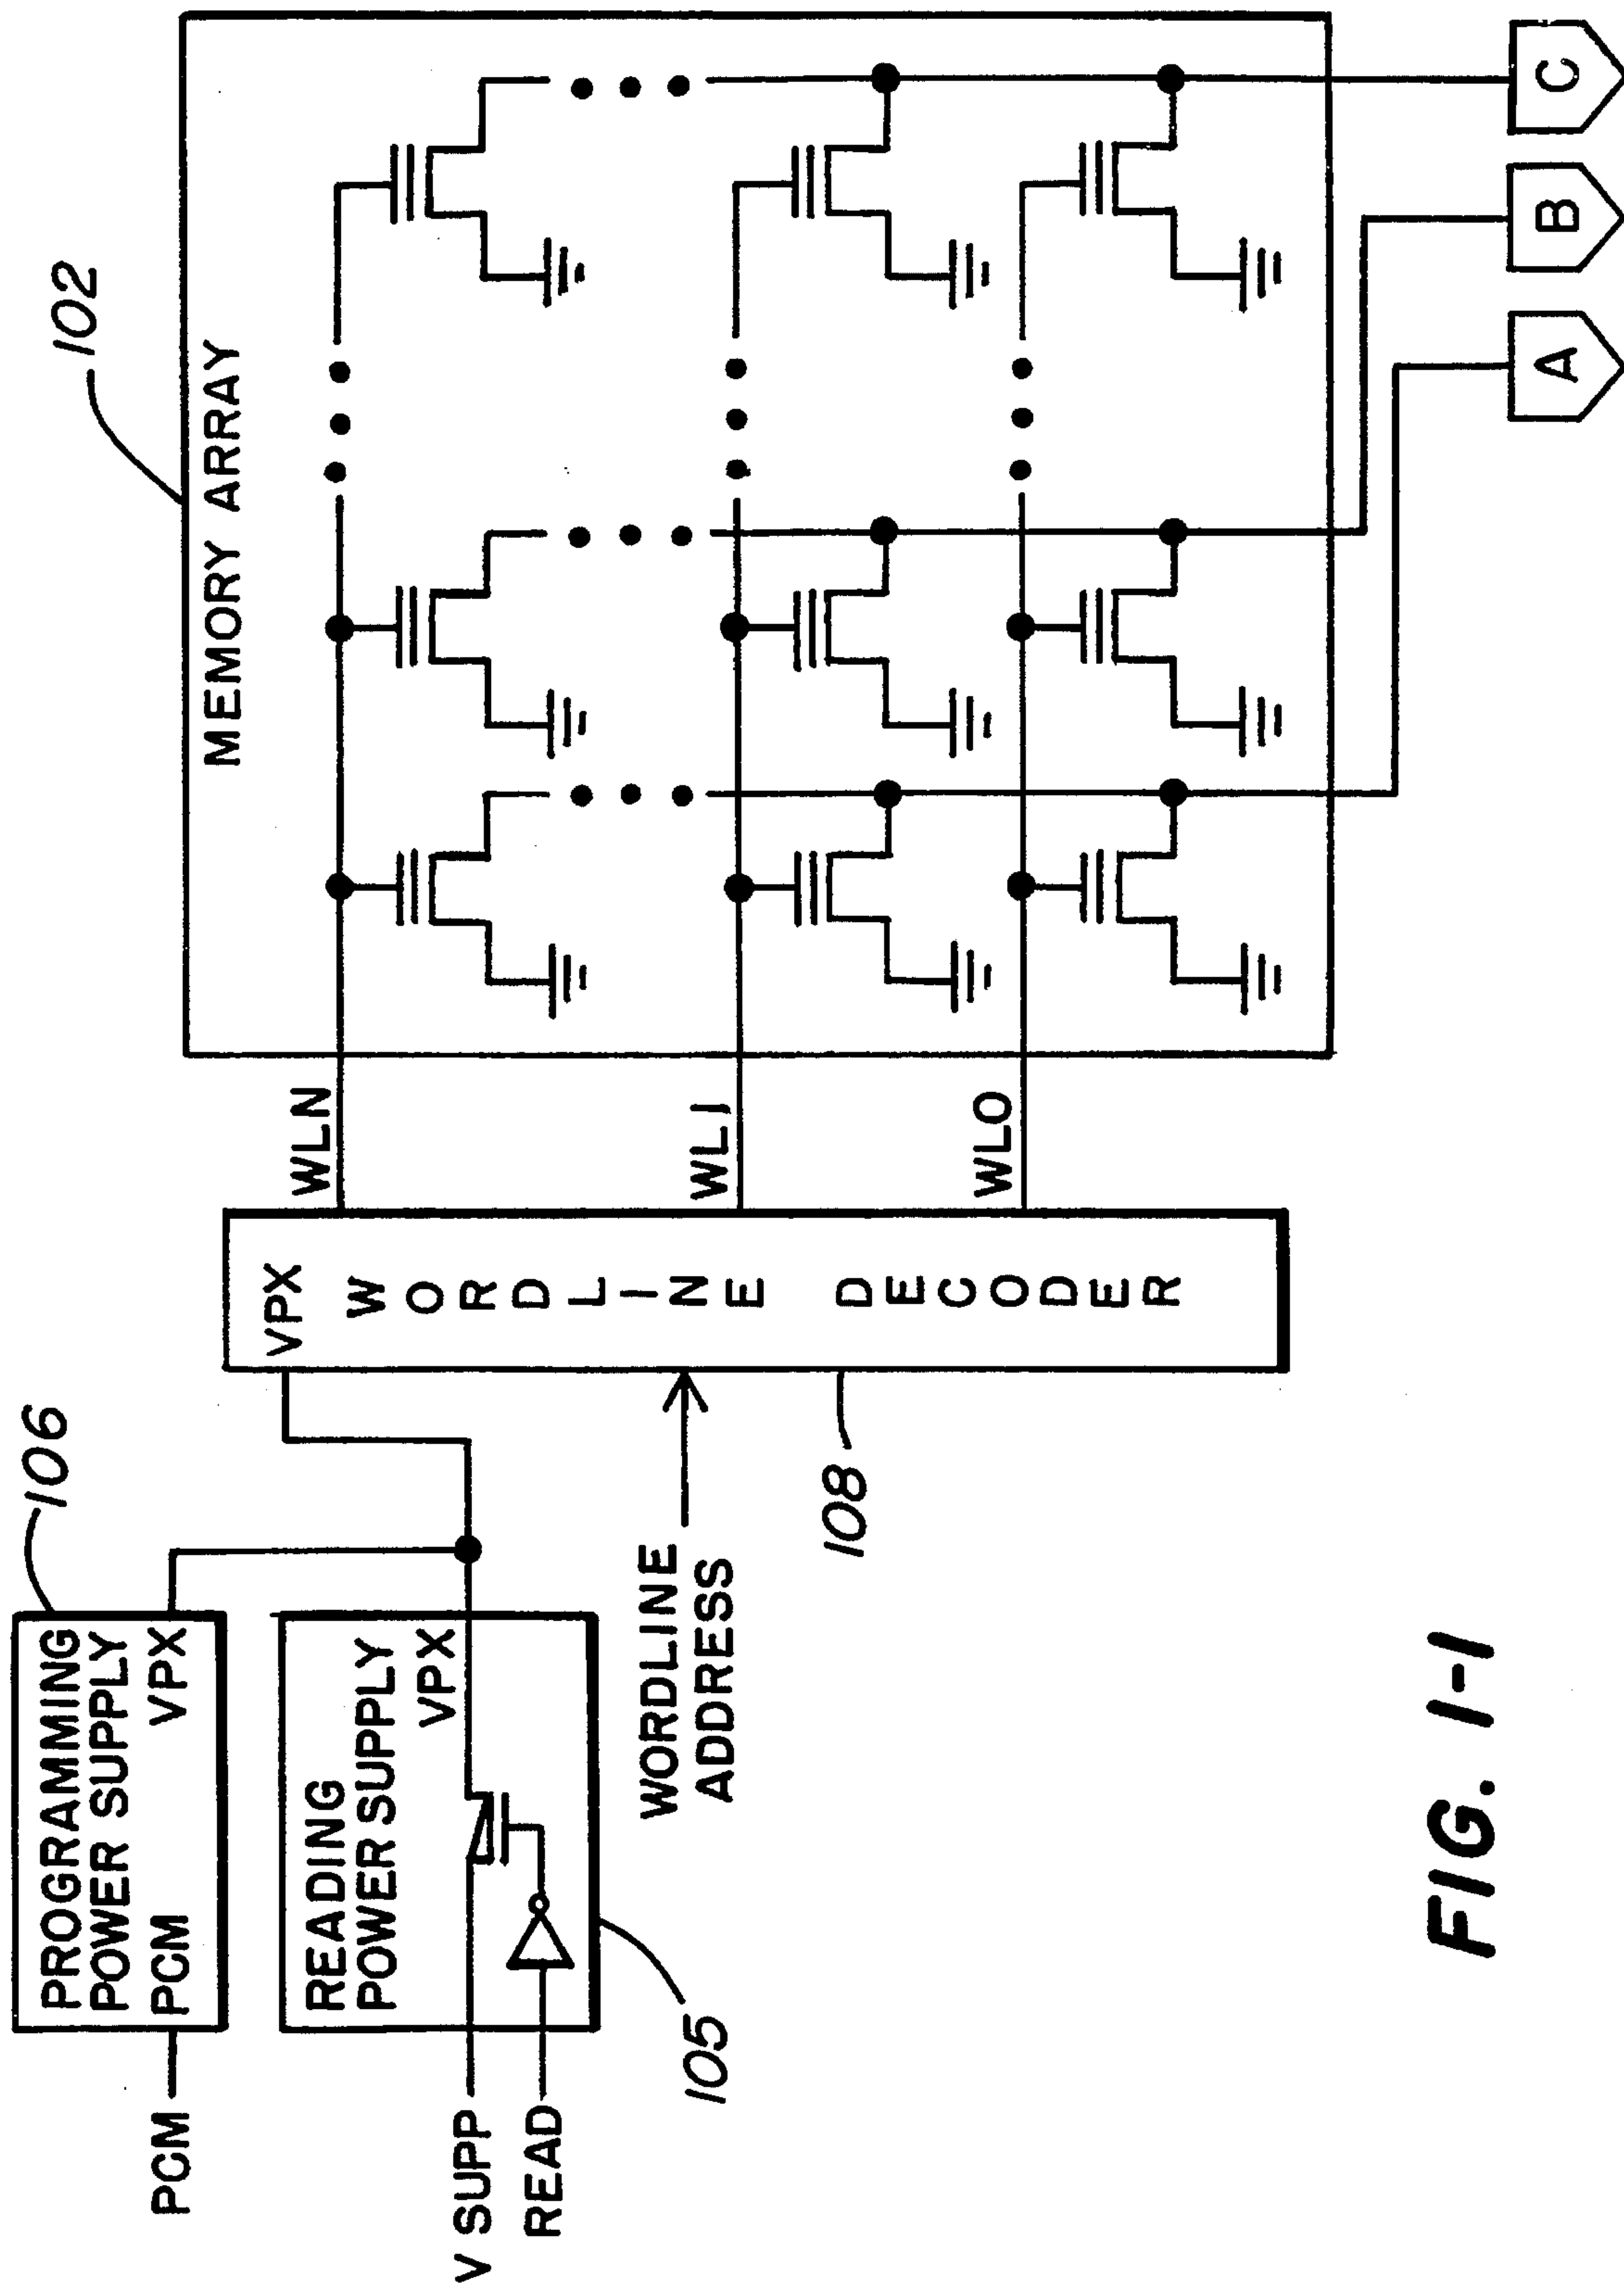 106
PROGRAMMING
POWER SUPPLY
PCM
PCM VPX
READING
POWER SUPPLY
VPX
V SUPP
READ
105
WORDLINE
ADDRESS
VPX
WORDLINE DECODER
108
WLN
WL1
WL0
102
MEMORY ARRAY
A
B
C
FIG. 1-1